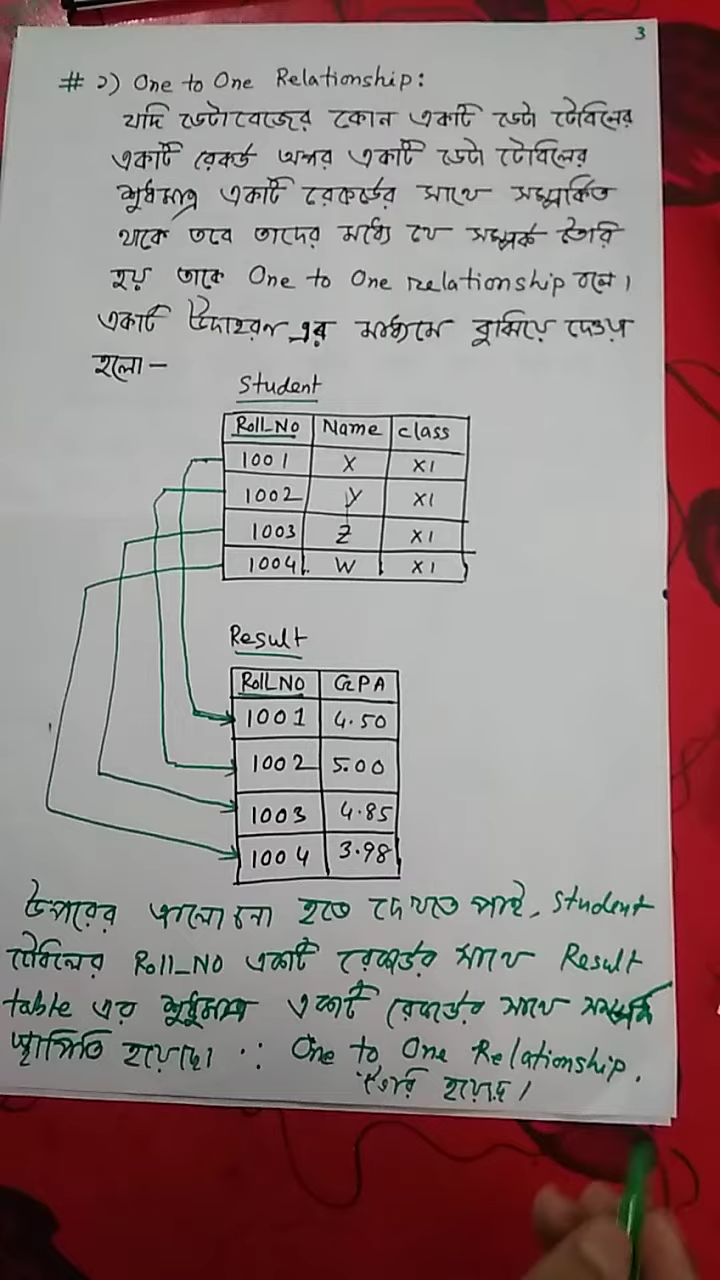 3
# ১) One to One Relationship:
যদি ডেটাবেজের কোন একটি ডেটা টেবিলের
একটি রেকর্ড অপর একটি ডেটা টেবিলের
শুধুমাত্র একটি রেকর্ডের সাথে সম্পর্কিত
থাকে তবে তাদের মধ্যে যে সম্পর্ক তৈরি
হয় তাকে One to One Relationship বলে।
একটি উদাহরন এর মাধ্যমে বুঝিয়ে দেওয়া
হলো—
Student
Roll_No Name class
1001 X XI
1002 Y XI
1003 Z XI
1004 W XI
Result
Roll_NO GPA
1001 4.50
1002 5.00
1003 4.85
1004 3.98
উপরের আলোচনা হতে দেখতে পাই, Student
টেবিলের Roll_NO একটি রেকর্ডের সাথে Result
table এর শুধুমাত্র একটি রেকর্ডের সাথে সম্পর্ক
স্থাপিত হয়েছে। ∴ One to One Relationship.
তৈরি হয়েছে।